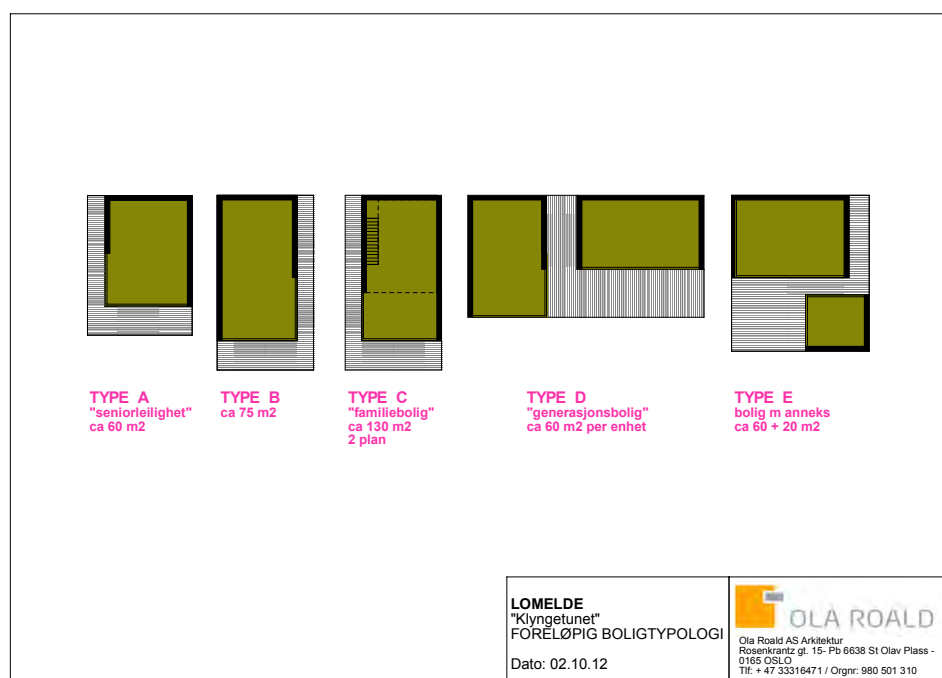 TYPE A
"seniorleilighet"
ca 60 m2
TYPE B
ca 75 m2
TYPE C
"familiebolig"
ca 130 m2
2 plan
TYPE D
"generasjonsbolig"
ca 60 m2 per enhet
TYPE E
bolig m anneks
ca 60 + 20 m2
LOMELDE
"Klyngetunet"
FORELØPIG BOLIGTYPOLOGI
Dato: 02.10.12
OLA ROALD
Ola Roald AS Arkitektur
Rosenkrantz gt. 15- Pb 6638 St Olav Plass -
0165 OSLO
Tlf: + 47 33316471 / Orgnr: 980 501 310